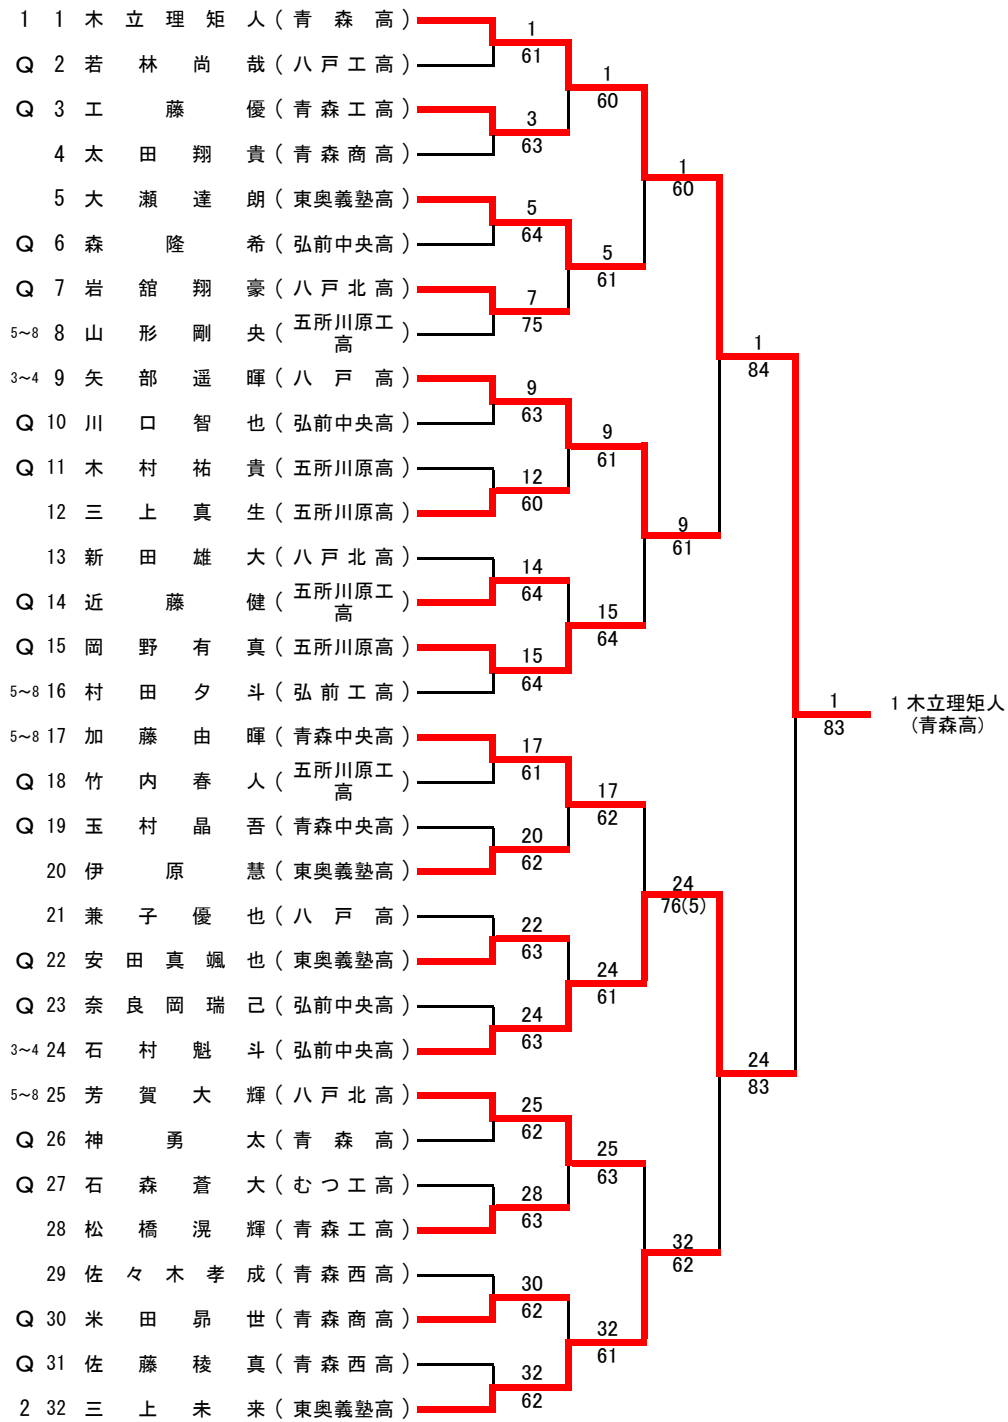 1 1 木立理矩人 (青森高)
Q 2 若林尚哉 (八戸工高)
Q 3 工藤優 (青森工高)
4 太田翔貴 (青森商高)
5 大瀬達朗 (東奥義塾高)
Q 6 森隆希 (弘前中央高)
Q 7 岩舘翔豪 (八戸北高)
5~8 8 山形剛央 (五所川原工高)
3~4 9 矢部遥暉 (八戸高)
Q 10 川口智也 (弘前中央高)
Q 11 木村祐貴 (五所川原高)
12 三上真生 (五所川原高)
13 新田雄大 (八戸北高)
Q 14 近藤健 (五所川原工高)
Q 15 岡野有真 (五所川原高)
5~8 16 村田夕斗 (弘前工高)
5~8 17 加藤由暉 (青森中央高)
Q 18 竹内春人 (五所川原工高)
Q 19 玉村晶吾 (青森中央高)
20 伊原慧 (東奥義塾高)
21 兼子優也 (八戸高)
Q 22 安田真颯也 (東奥義塾高)
Q 23 奈良岡瑞己 (弘前中央高)
3~4 24 石村魁斗 (弘前中央高)
5~8 25 芳賀大輝 (八戸北高)
Q 26 神勇太 (青森高)
Q 27 石森蒼大 (むつ工高)
28 松橋滉輝 (青森工高)
29 佐々木孝成 (青森西高)
Q 30 米田昴世 (青森商高)
Q 31 佐藤稜真 (青森西高)
2 32 三上未来 (東奥義塾高)
1
61
3
63
5
64
7
75
9
63
12
60
14
64
15
64
17
61
20
62
22
63
24
63
25
62
28
63
30
62
32
62
1
60
5
61
9
61
15
64
17
62
24
61
25
63
32
61
1
60
9
61
24
76(5)
32
62
1
84
24
83
1
83
1 木立理矩人
(青森高)